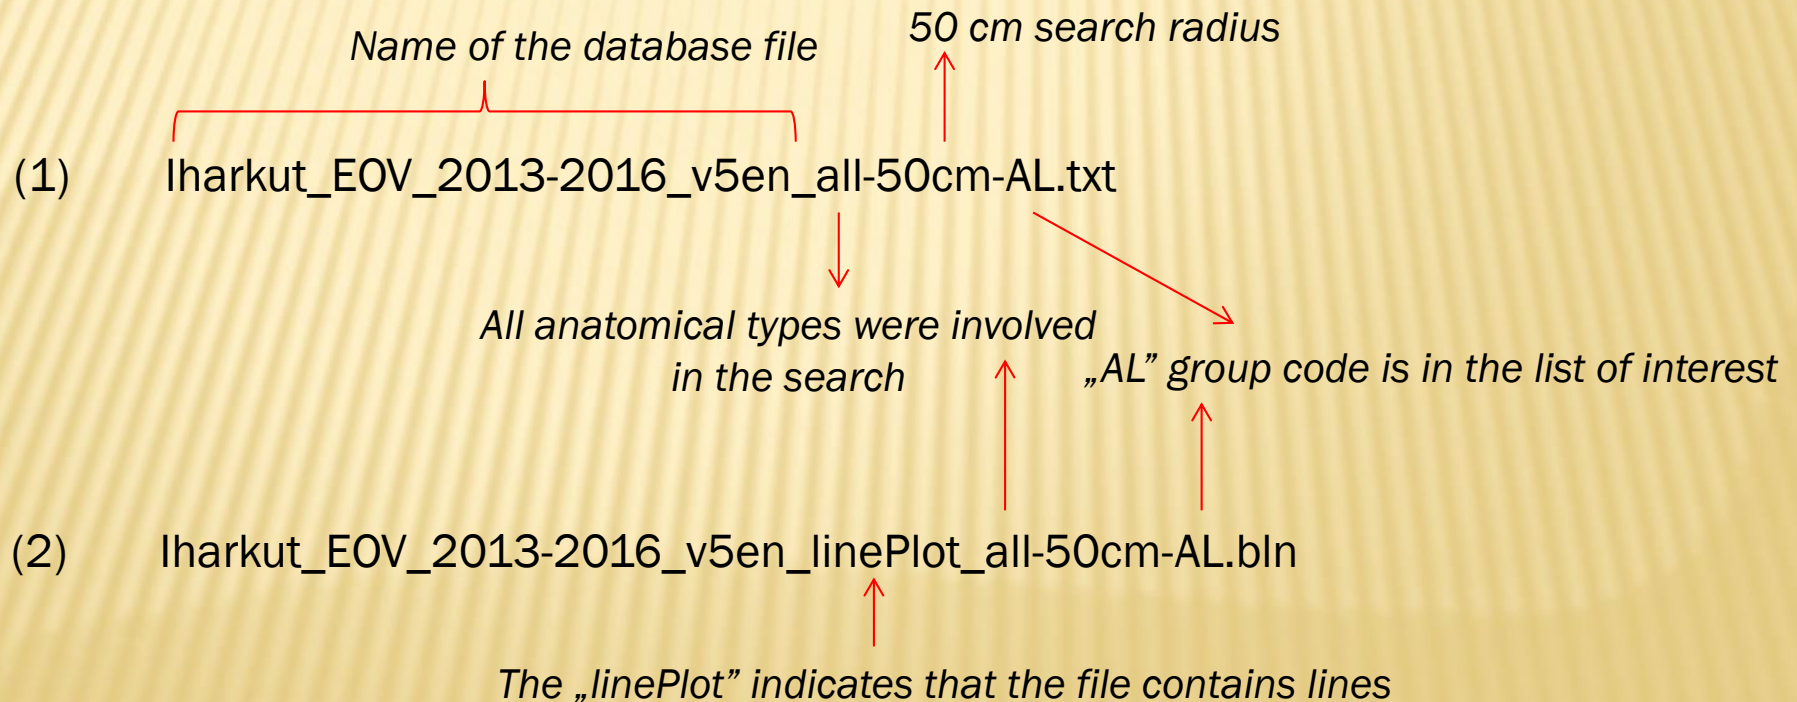 50 cm search radius
Name of the database file
(1) Iharkut_EOV_2013-2016_v5en_all-50cm-AL.txt
All anatomical types were involved
in the search
„AL” group code is in the list of interest
(2) Iharkut_EOV_2013-2016_v5en_linePlot_all-50cm-AL.bln
The „linePlot” indicates that the file contains lines